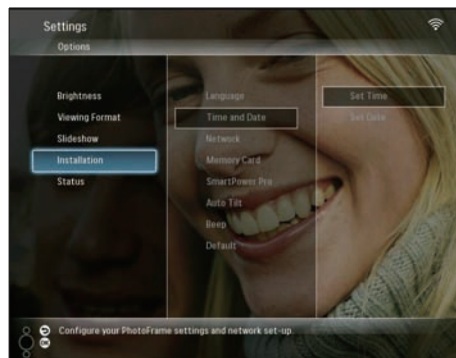 Settings
Options
Brightness
Viewing Format
Slideshow
Installation
Status
Language
Time and Date
Network
Memory Card
SmartPower Pro
Auto Tilt
Beep
Default
Set Time
Set Date
Configure your PhotoFrame settings and network set-up.
OK